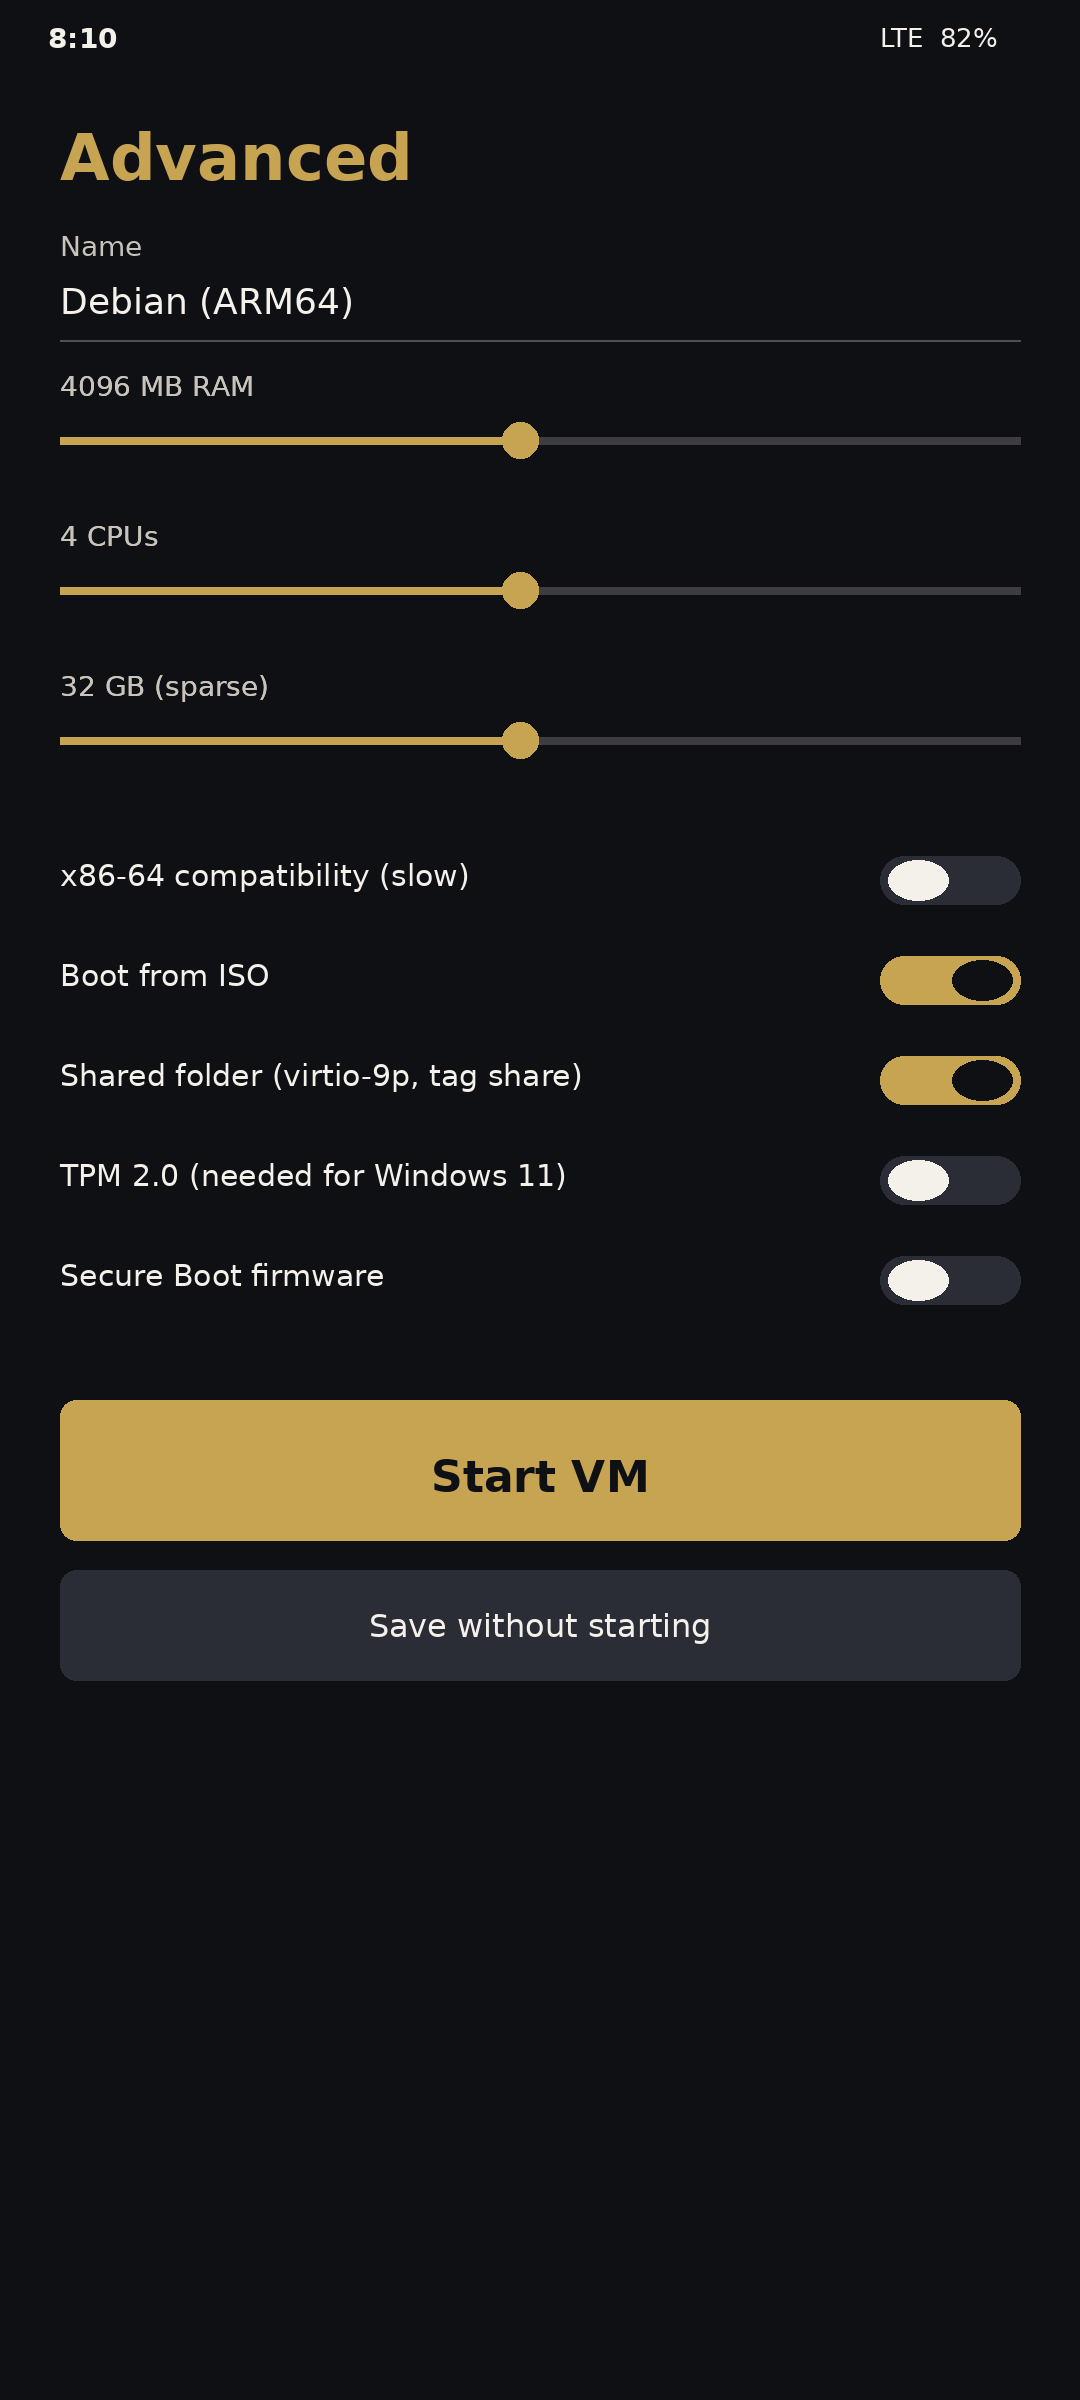 8:10 LTE 82%
Advanced
Name
Debian (ARM64)
4096 MB RAM
4 CPUs
32 GB (sparse)
x86-64 compatibility (slow)
Boot from ISO
Shared folder (virtio-9p, tag share)
TPM 2.0 (needed for Windows 11)
Secure Boot firmware
Start VM
Save without starting